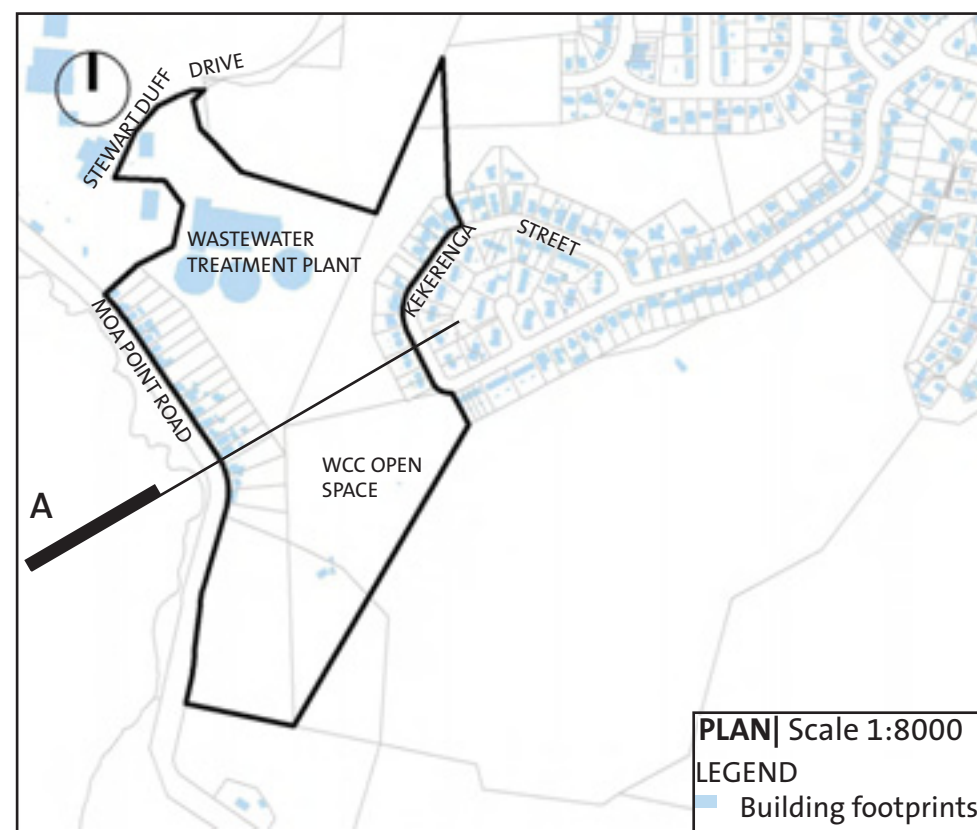 STEWART DUFF DRIVE
WASTEWATER
TREATMENT PLANT
MOA POINT ROAD
KEKERENGA STREET
WCC OPEN
SPACE
A
PLAN| Scale 1:8000
LEGEND
Building footprints